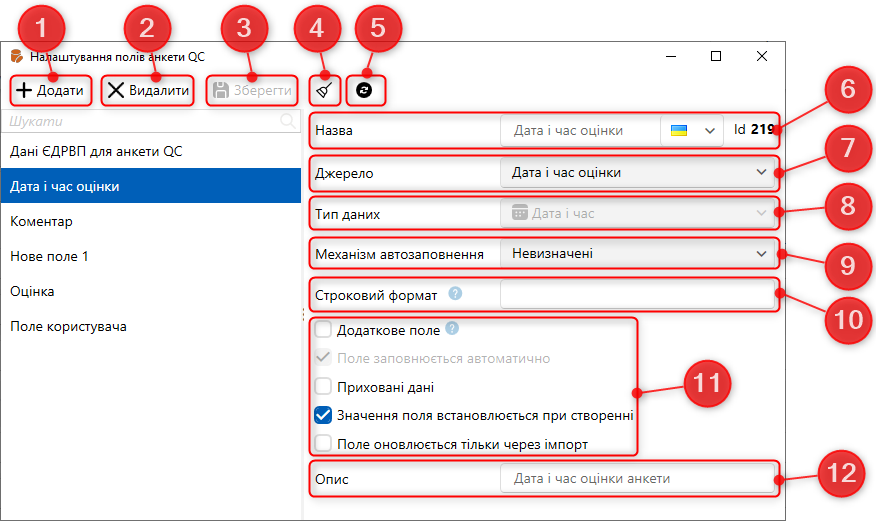 1 2 3 4 5
Налаштування полів анкети QC
Додати Видалити Зберегти
Шукати
Дані ЄДРВП для анкети QC
Дата і час оцінки
Коментар
Нове поле 1
Оцінка
Поле користувача
Назва Дата і час оцінки Id 219 6
Джерело Дата і час оцінки 7
Тип даних Дата і час 8
Механізм автозаповнення Невизначені 9
Строковий формат ? 10
Додаткове поле ?
Поле заповнюється автоматично
Приховані дані 11
Значення поля встановлюється при створенні
Поле оновлюється тільки через імпорт
Опис Дата і час оцінки анкети 12